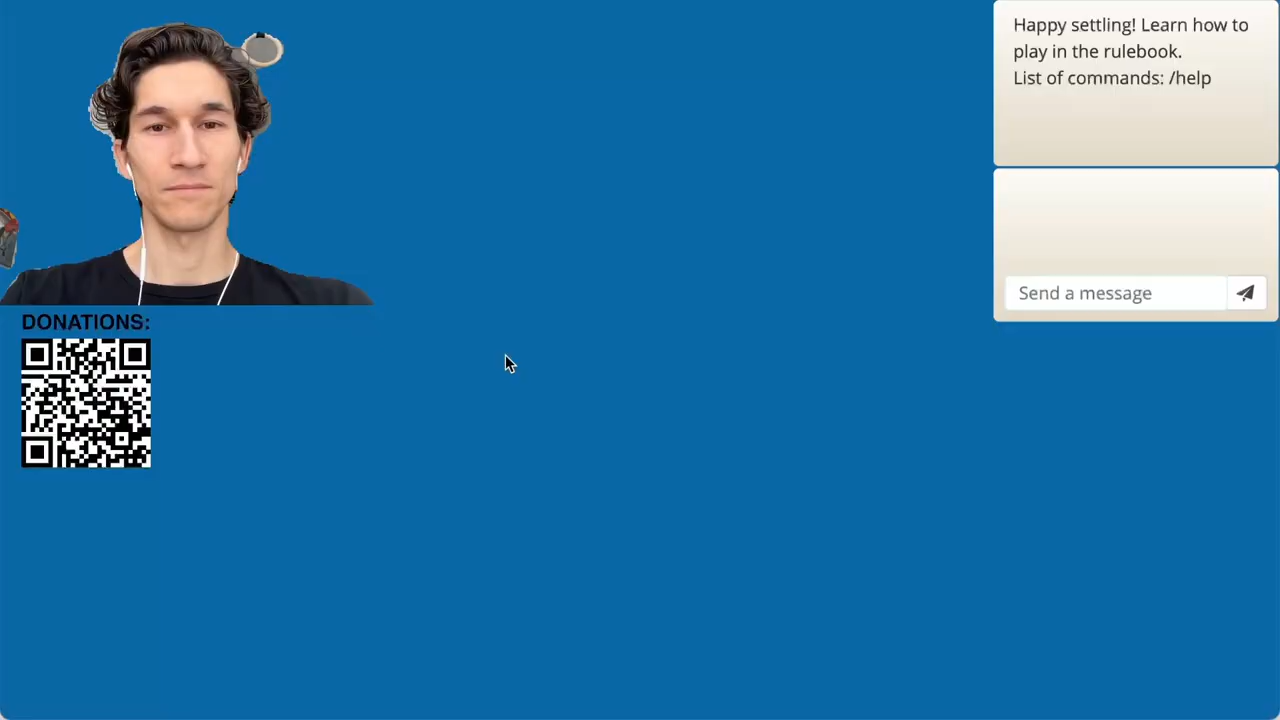 Happy settling! Learn how to
play in the rulebook.
List of commands: /help
Send a message
DONATIONS: